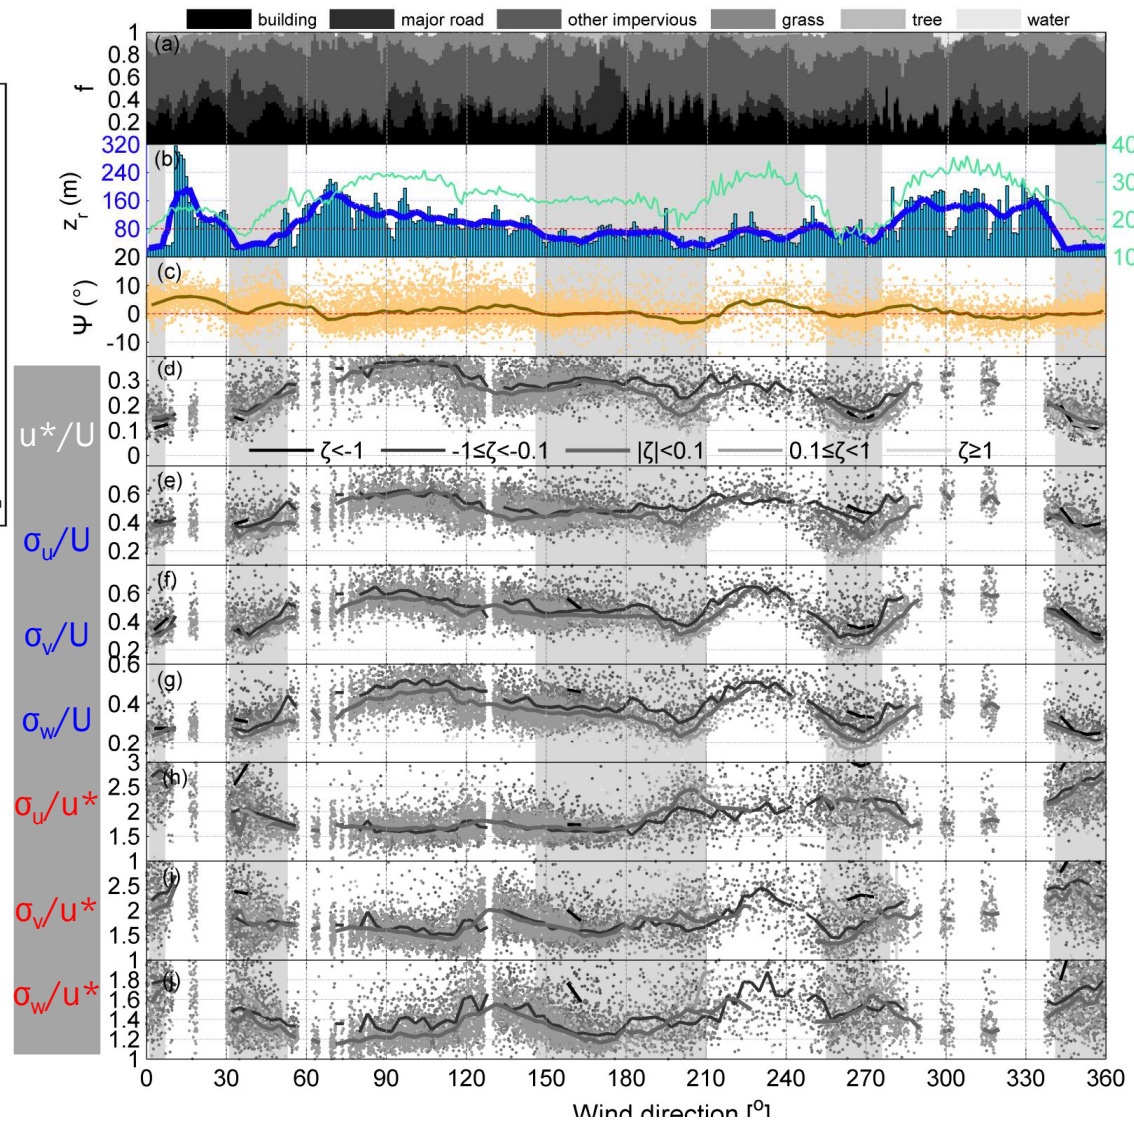 building major road other impervious grass tree water
(a)
f
1
0.8
0.6
0.4
0.2
(b)
z_r (m)
320
240
160
80
40
30
20
10
(c)
Ψ (°)
20
10
0
-10
(d)
u*/U
0.3
0.2
0.1
0
ζ<-1 -1≤ζ<-0.1 |ζ|<0.1 0.1≤ζ<1 ζ≥1
(e)
σ_u/U
0.6
0.4
0.2
(f)
σ_v/U
0.6
0.4
0.2
(g)
σ_w/U
0.6
0.4
0.2
(h)
σ_u/u*
3
2.5
2
1.5
1
σ_v/u*
2.5
2
1.5
1
σ_w/u*
1.8
1.6
1.4
1.2
1
0 30 60 90 120 150 180 210 240 270 300 330 360
Wind direction [°]